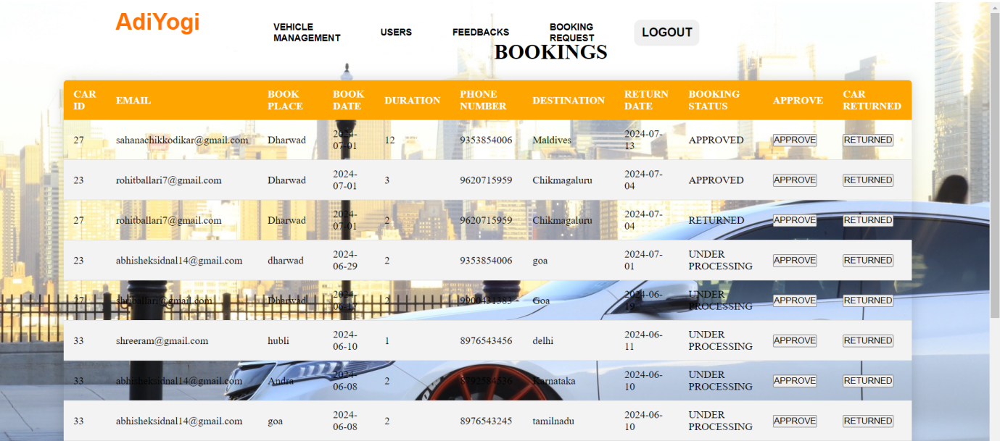 AdiYogi
VEHICLE
MANAGEMENT
USERS
FEEDBACKS
BOOKING
REQUEST
LOGOUT
BOOKINGS
CAR ID EMAIL BOOK PLACE BOOK DATE DURATION PHONE NUMBER DESTINATION RETURN DATE BOOKING STATUS APPROVE CAR RETURNED
27 sahanachikkodikar@gmail.com Dharwad 2024-07-01 12 9353854006 Maldives 2024-07-13 APPROVED APPROVE RETURNED
23 rohitballari7@gmail.com Dharwad 2024-07-01 3 9620715959 Chikmagaluru 2024-07-04 APPROVED APPROVE RETURNED
27 rohitballari7@gmail.com Dharwad 2024-07-01 2 9620715959 Chikmagaluru 2024-07-04 RETURNED APPROVE RETURNED
23 abhisheksidnal14@gmail.com dharwad 2024-06-29 2 9353854006 goa 2024-07-01 UNDER PROCESSING APPROVE RETURNED
27 shriballari@gmail.com Dharwad 2024-06-17 2 9900431383 Goa 2024-06-19 UNDER PROCESSING APPROVE RETURNED
33 shreeram@gmail.com hubli 2024-06-10 1 8976543456 delhi 2024-06-11 UNDER PROCESSING APPROVE RETURNED
33 abhisheksidnal14@gmail.com Andra 2024-06-08 2 8792584536 Karnataka 2024-06-10 UNDER PROCESSING APPROVE RETURNED
33 abhisheksidnal14@gmail.com goa 2024-06-08 2 8976543245 tamilnadu 2024-06-10 UNDER PROCESSING APPROVE RETURNED